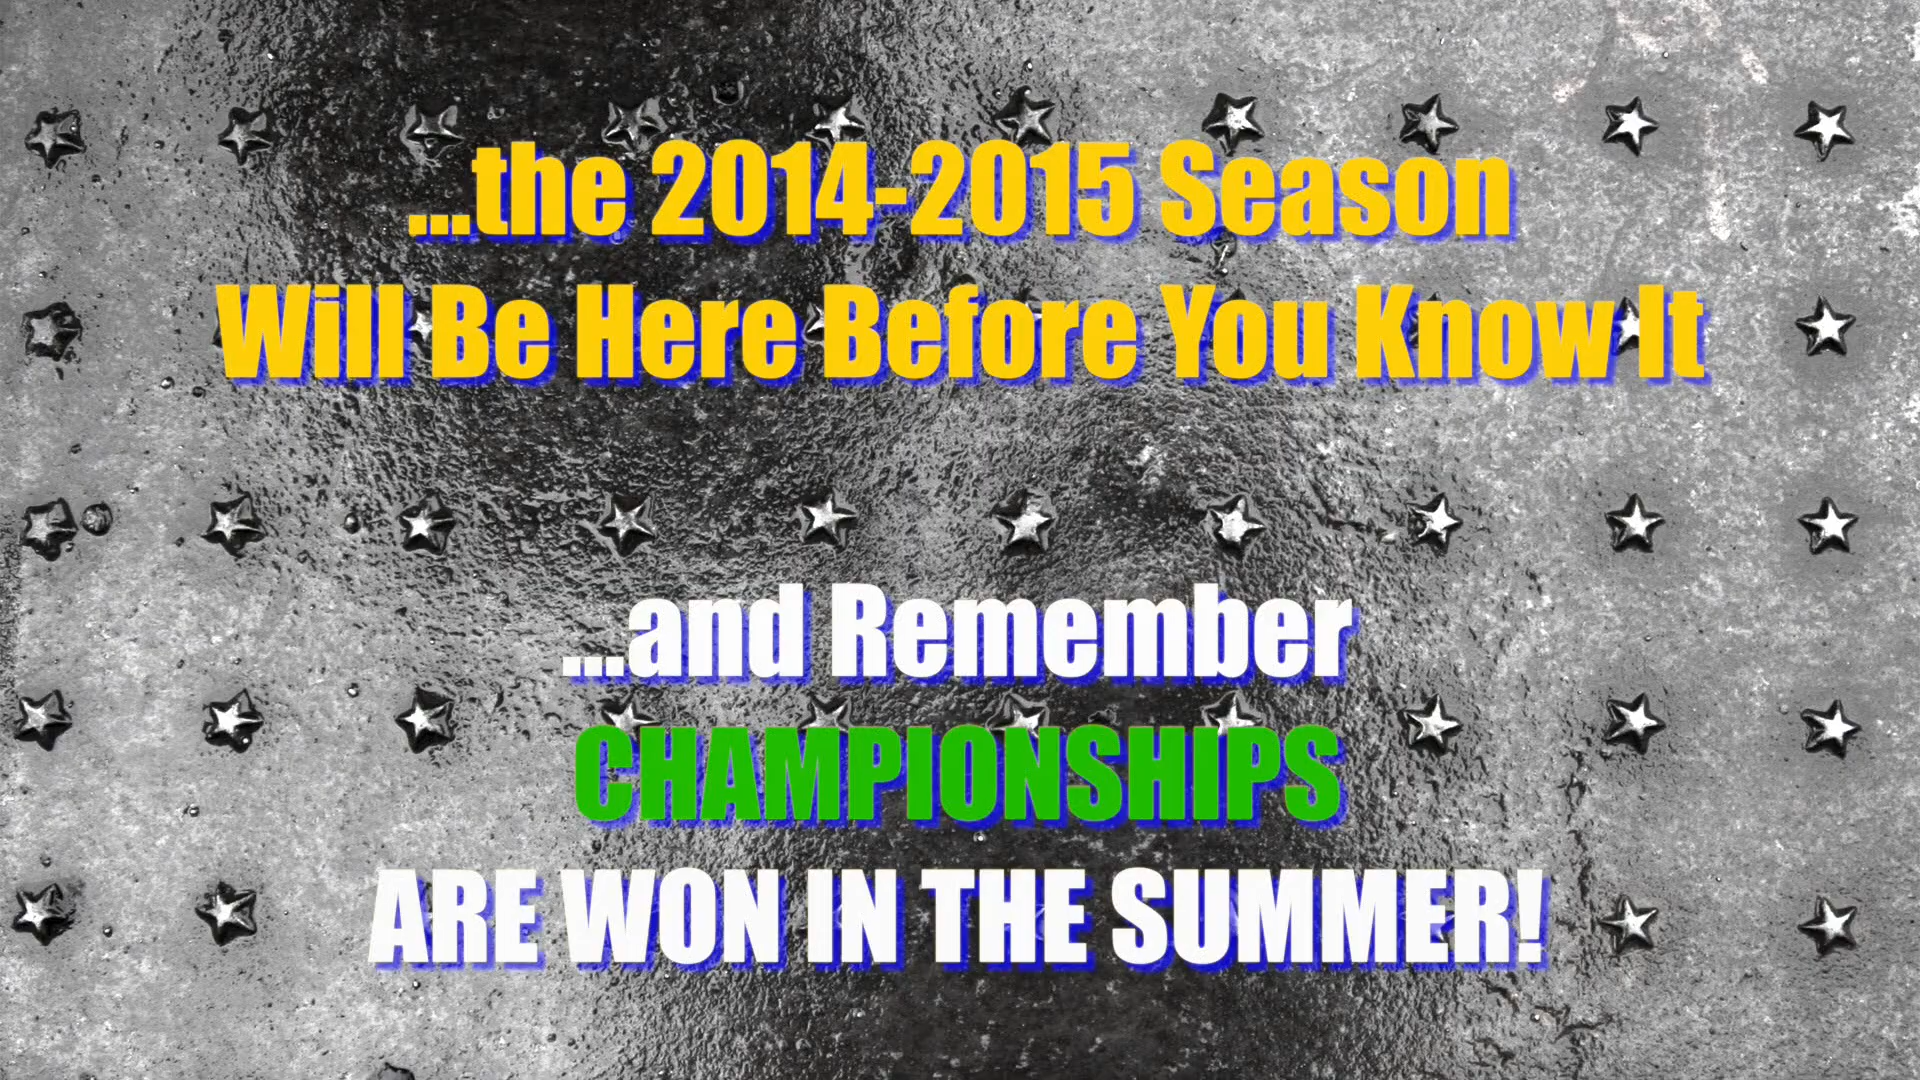 ...the 2014-2015 Season
Will Be Here Before You Know It
...and Remember
CHAMPIONSHIPS
ARE WON IN THE SUMMER!